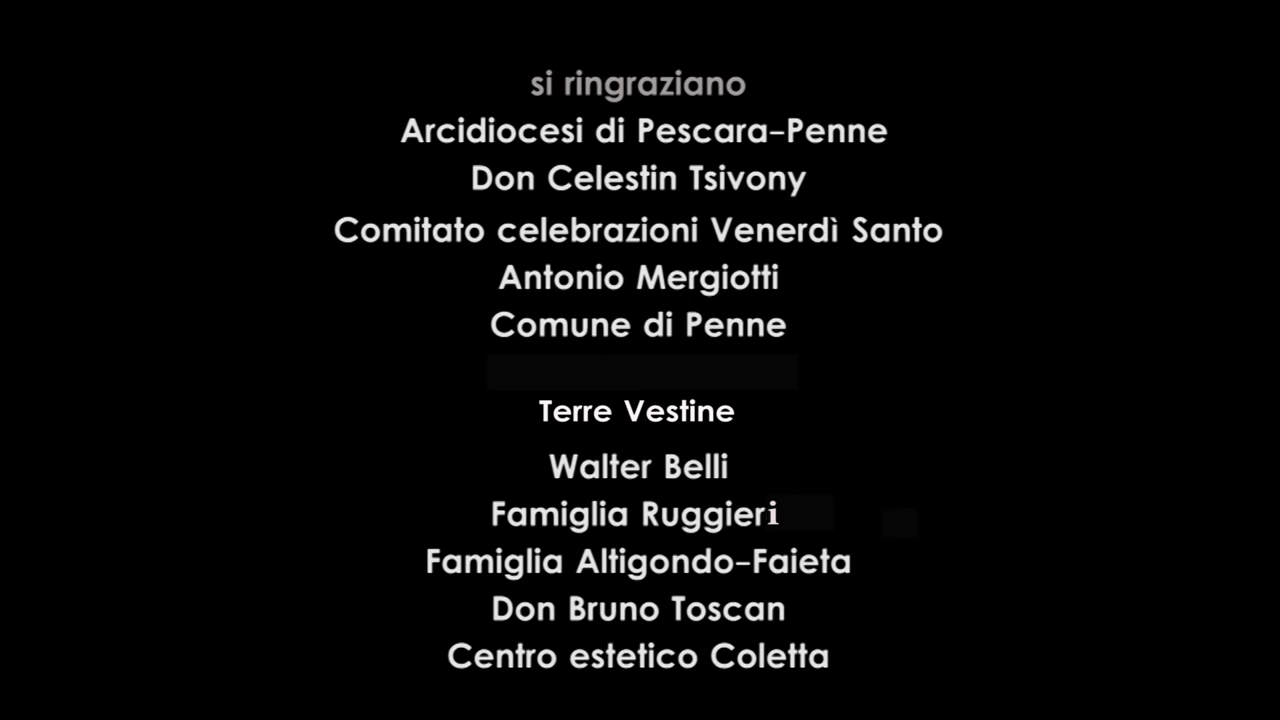 si ringraziano
Arcidiocesi di Pescara-Penne
Don Celestin Tsivony
Comitato celebrazioni Venerdì Santo
Antonio Mergiotti
Comune di Penne
Terre Vestine
Walter Belli
Famiglia Ruggieri
Famiglia Altigondo-Faieta
Don Bruno Toscan
Centro estetico Coletta